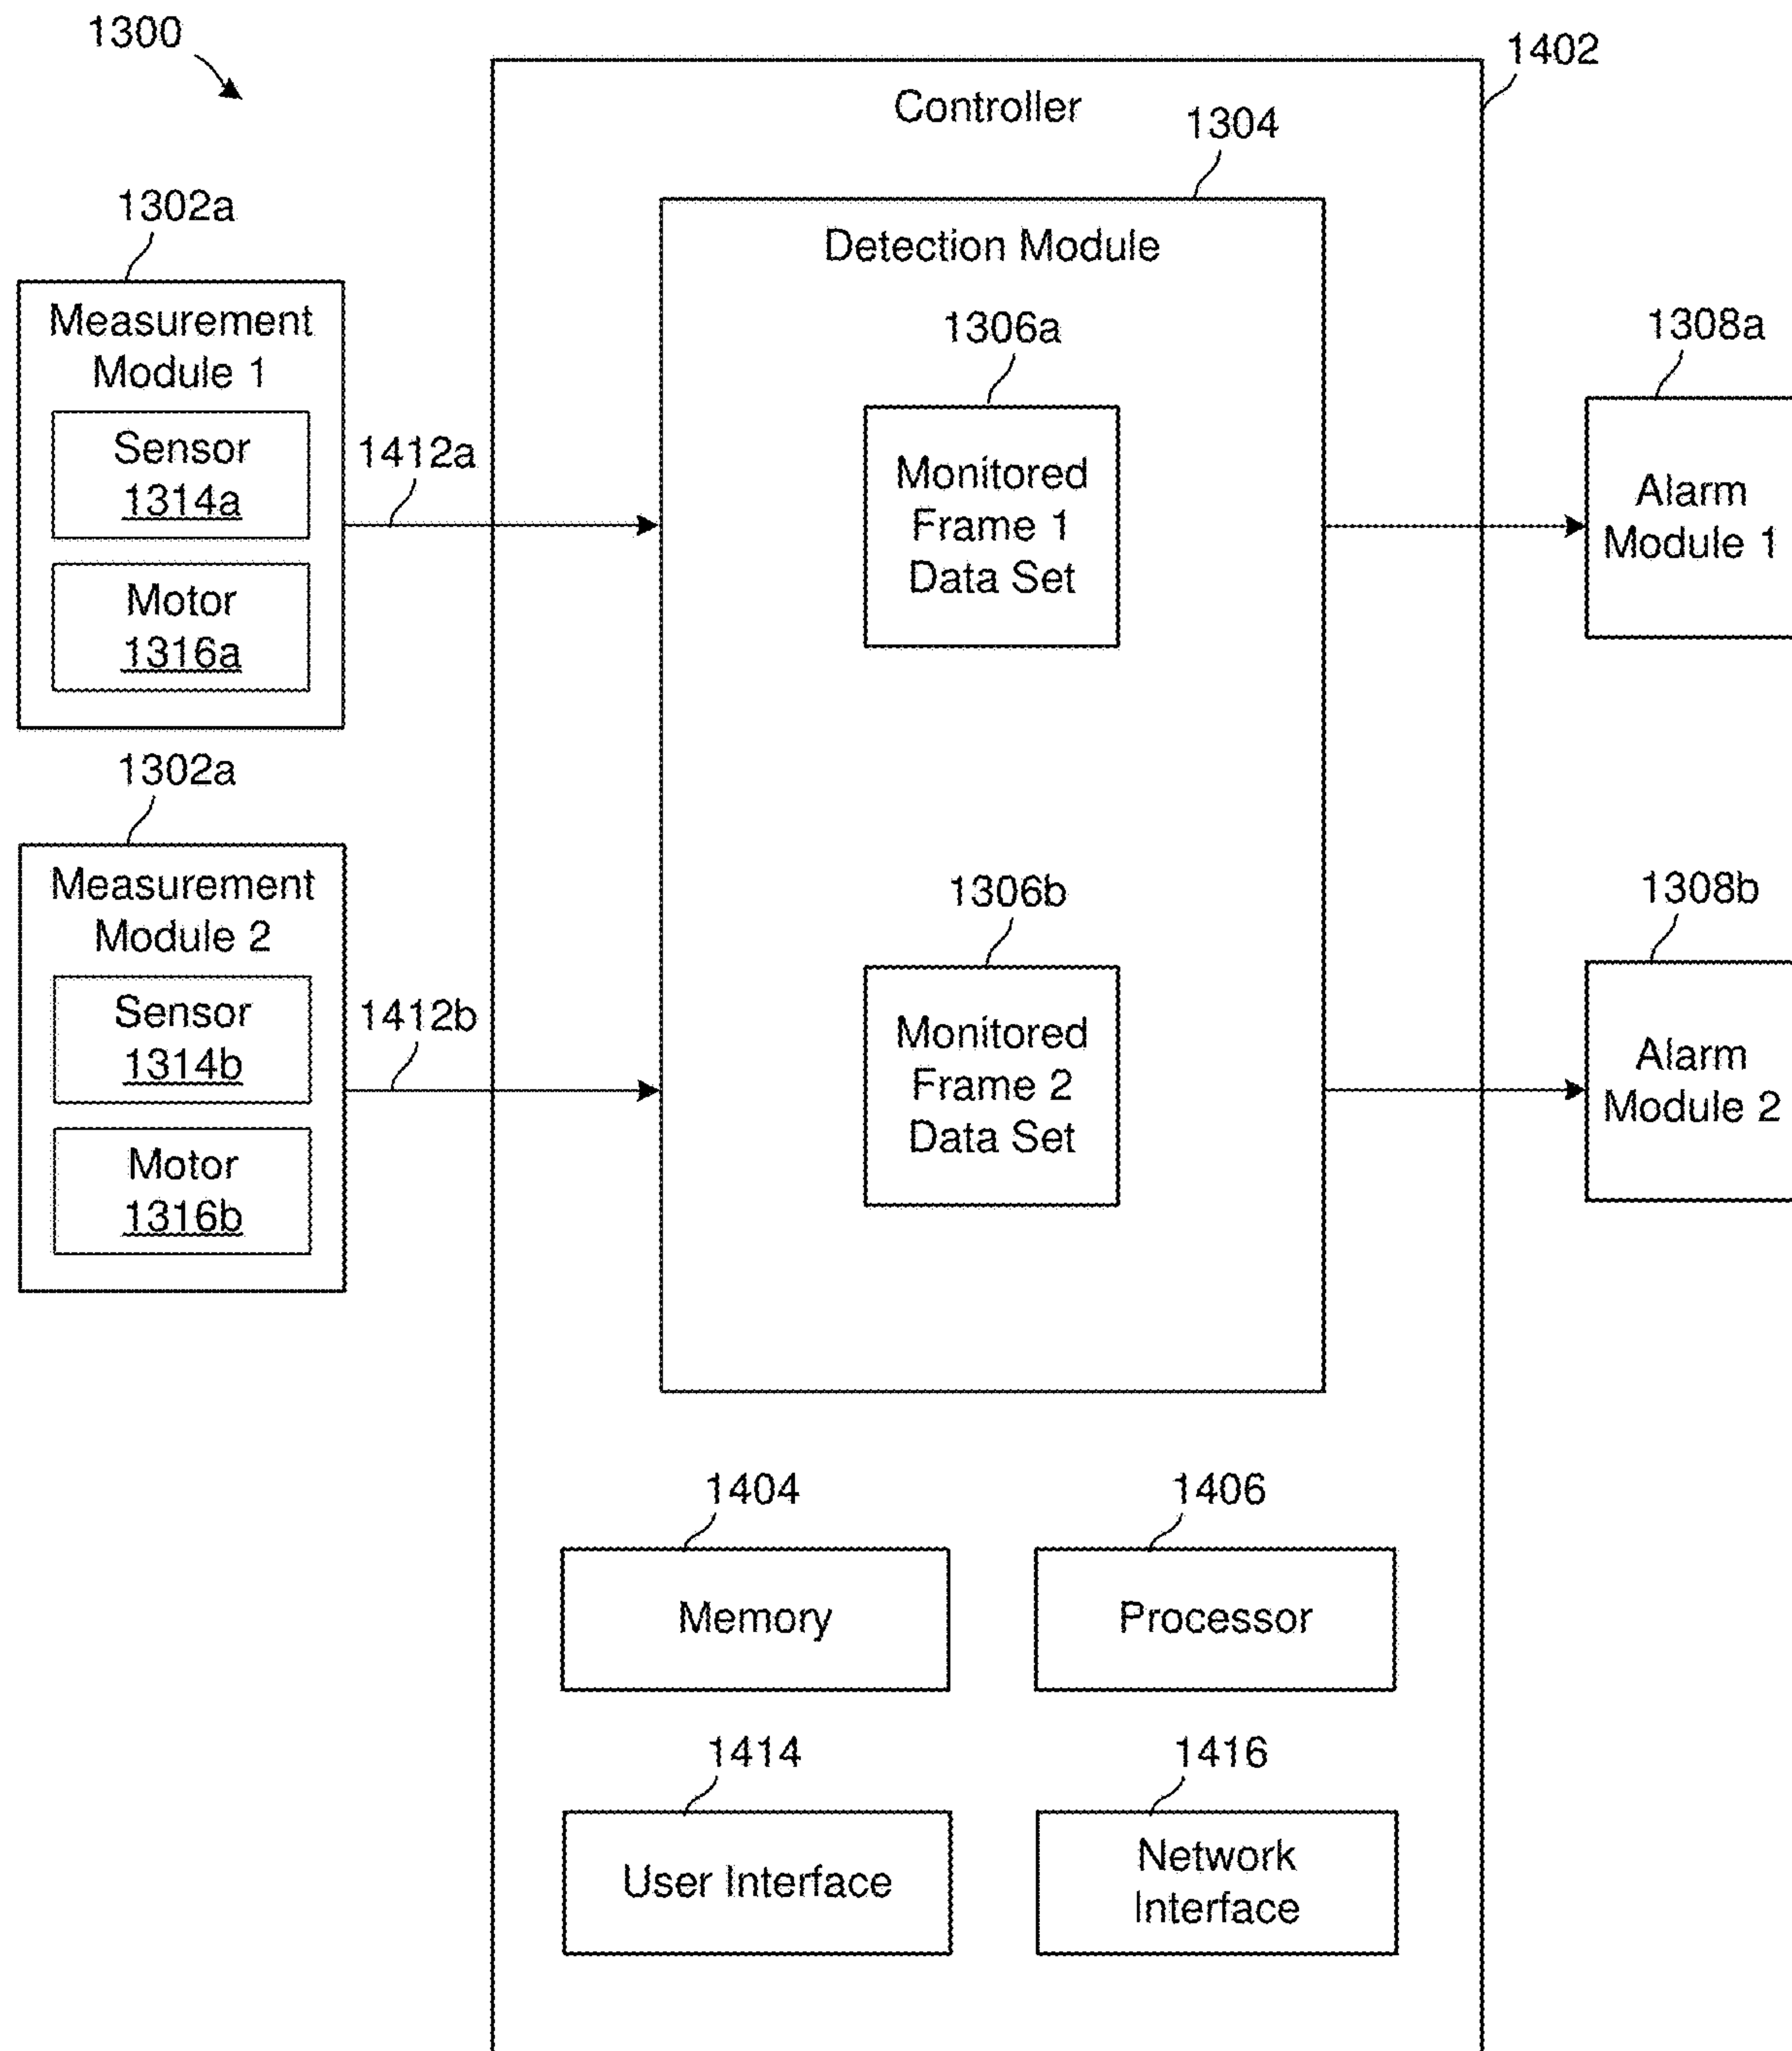 1300
1402
Controller
1304
Detection Module
1302a
Measurement
Module 1
Sensor
1314a
Motor
1316a
1412a
1306a
Monitored
Frame 1
Data Set
1308a
Alarm
Module 1
1302a
Measurement
Module 2
Sensor
1314b
Motor
1316b
1412b
1306b
Monitored
Frame 2
Data Set
1308b
Alarm
Module 2
1404
Memory
1406
Processor
1414
User Interface
1416
Network
Interface